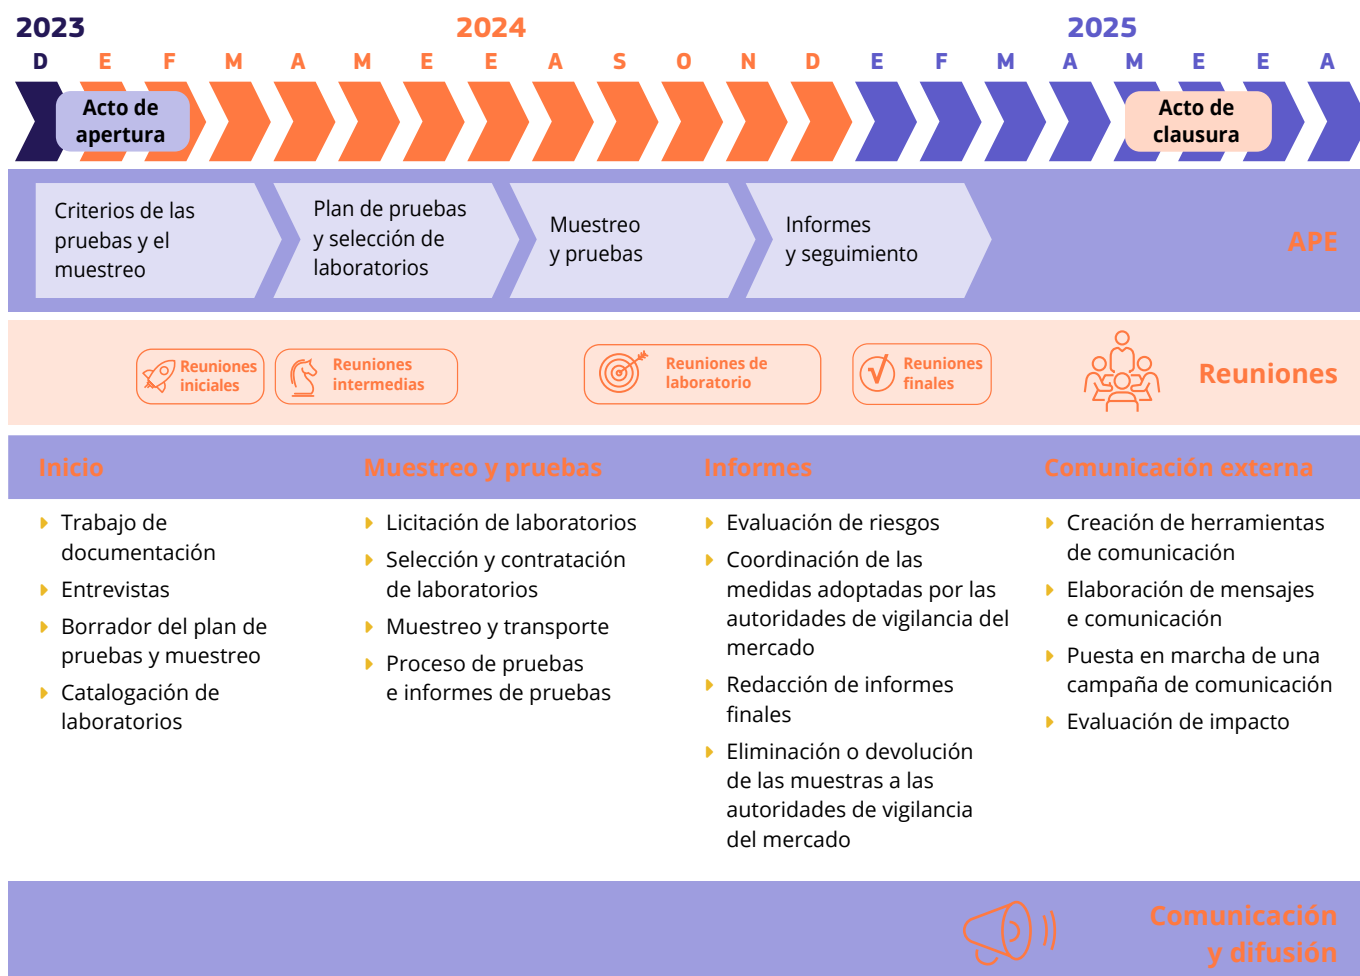 2023 2024 2025
D E F M A M E E A S O N D E F M A M E E A
Acto de
apertura
Acto de
clausura
Criterios de las
pruebas y el
muestreo
Plan de pruebas
y selección de
laboratorios
Muestreo
y pruebas
Informes
y seguimiento
APE
Reuniones
iniciales
Reuniones
intermedias
Reuniones de
laboratorio
Reuniones
finales
Reuniones
Inicio
Trabajo de
documentación
Entrevistas
Borrador del plan de
pruebas y muestreo
Catalogación de
laboratorios
Muestreo y pruebas
Licitación de laboratorios
Selección y contratación
de laboratorios
Muestreo y transporte
Proceso de pruebas
e informes de pruebas
Informes
Evaluación de riesgos
Coordinación de las
medidas adoptadas por las
autoridades de vigilancia del
mercado
Redacción de informes
finales
Eliminación o devolución
de las muestras a las
autoridades de vigilancia
del mercado
Comunicación externa
Creación de herramientas
de comunicación
Elaboración de mensajes
e comunicación
Puesta en marcha de una
campaña de comunicación
Evaluación de impacto
Comunicación
y difusión